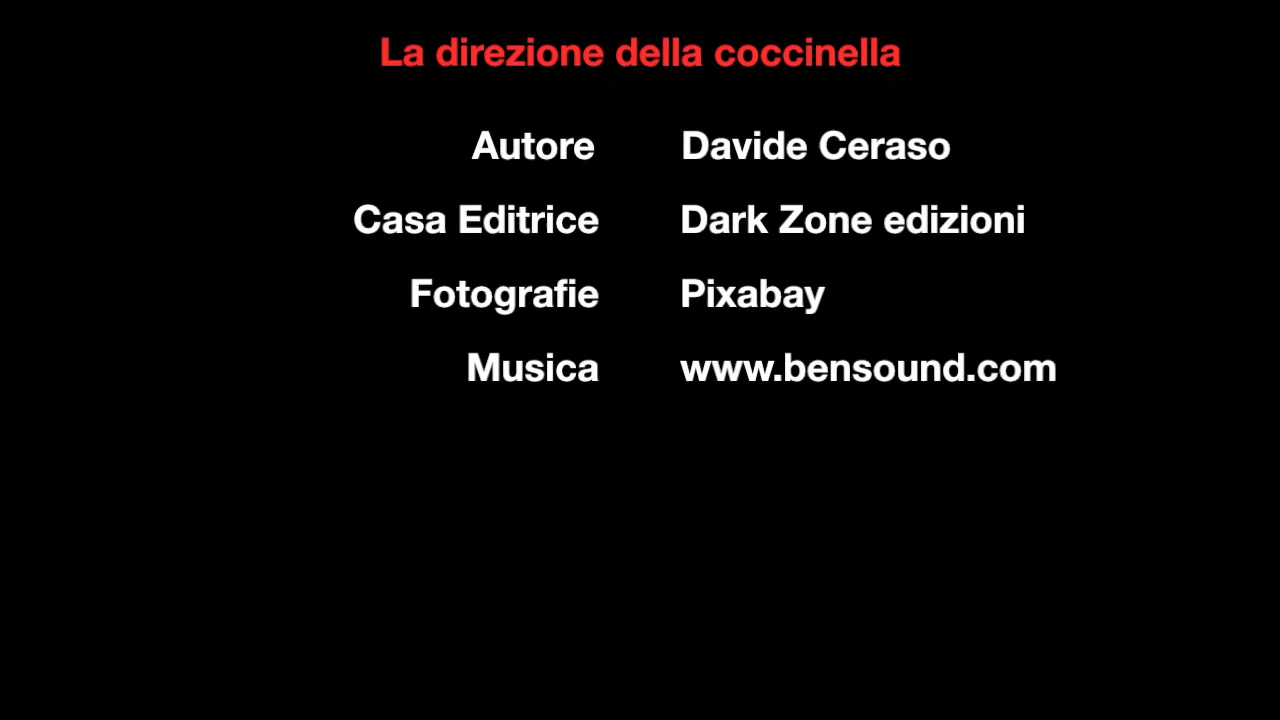 La direzione della coccinella
Autore Davide Ceraso
Casa Editrice Dark Zone edizioni
Fotografie Pixabay
Musica www.bensound.com